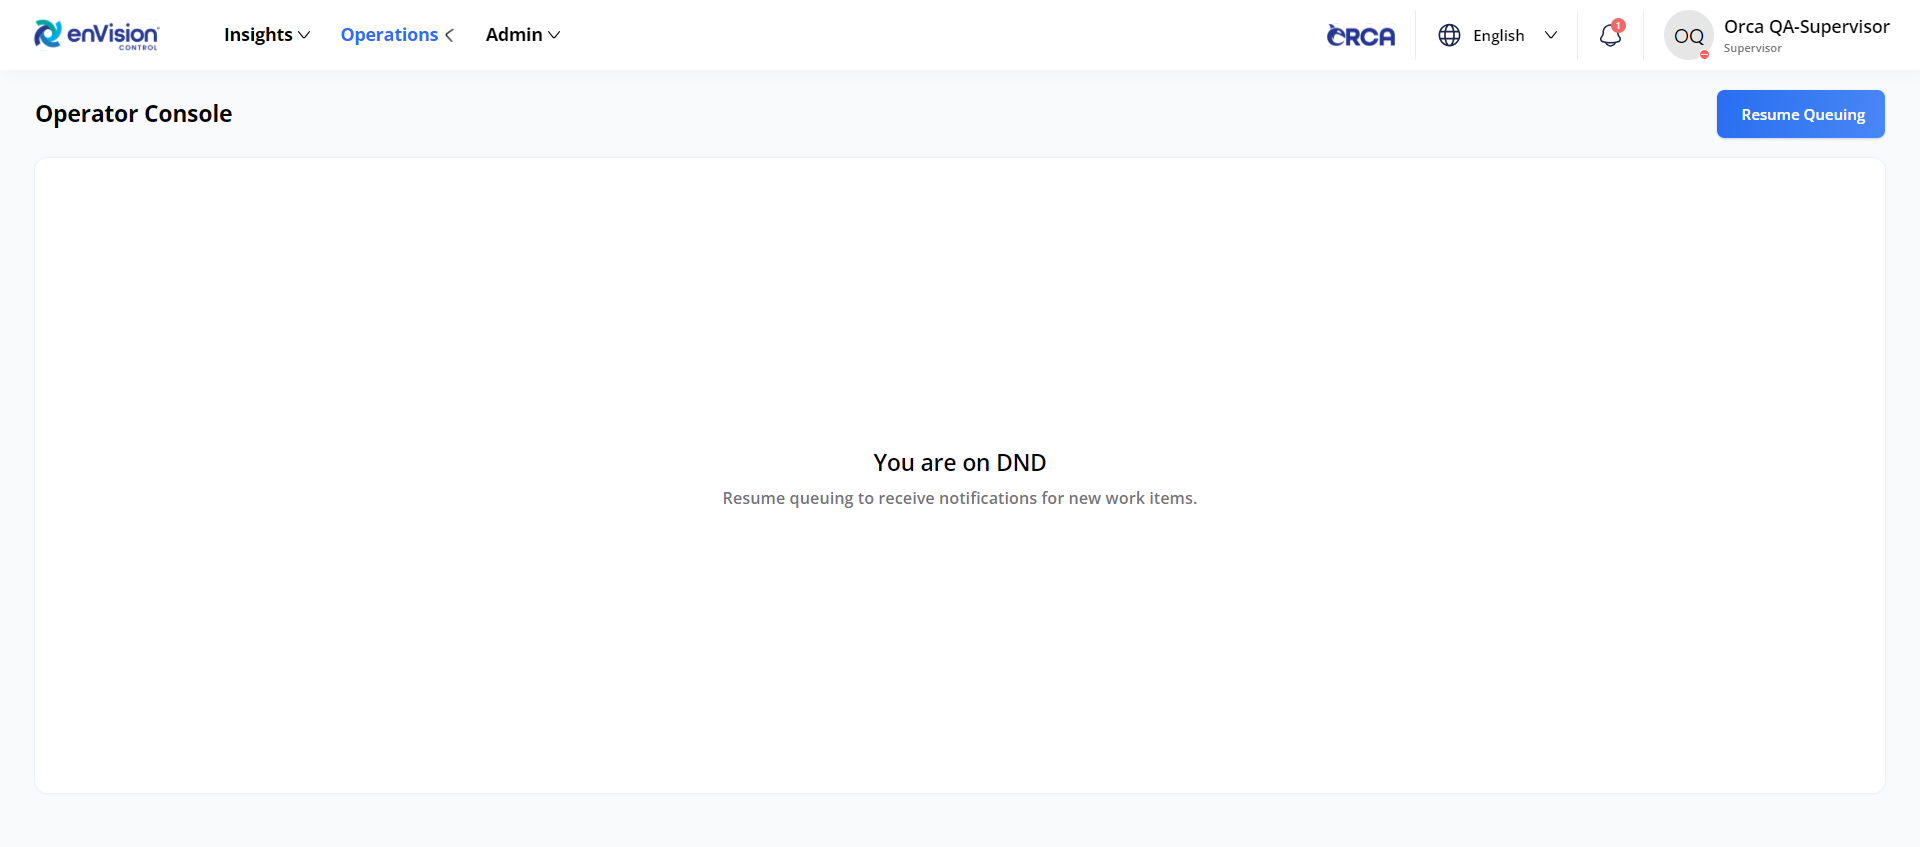 enVision
CONTROL
Insights
Operations
Admin
ORCA
English
1
OQ
Orca QA-Supervisor
Supervisor
Operator Console
Resume Queuing
You are on DND
Resume queuing to receive notifications for new work items.